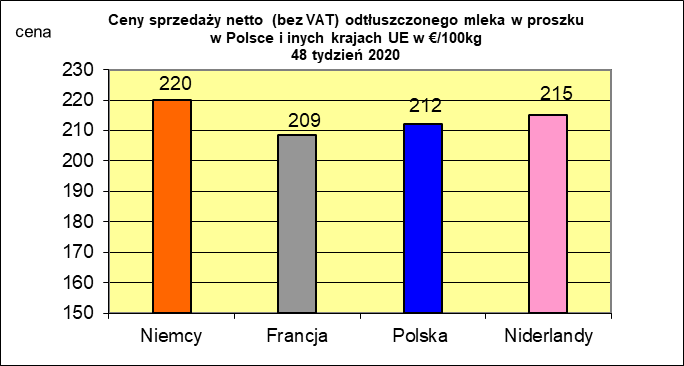 Ceny sprzedaży netto (bez VAT) odtłuszczonego mleka w proszku
w Polsce i inych krajach UE w €/100kg
48 tydzień 2020
cena
230
220
210
200
190
180
170
160
150
220
209
212
215
Niemcy
Francja
Polska
Niderlandy